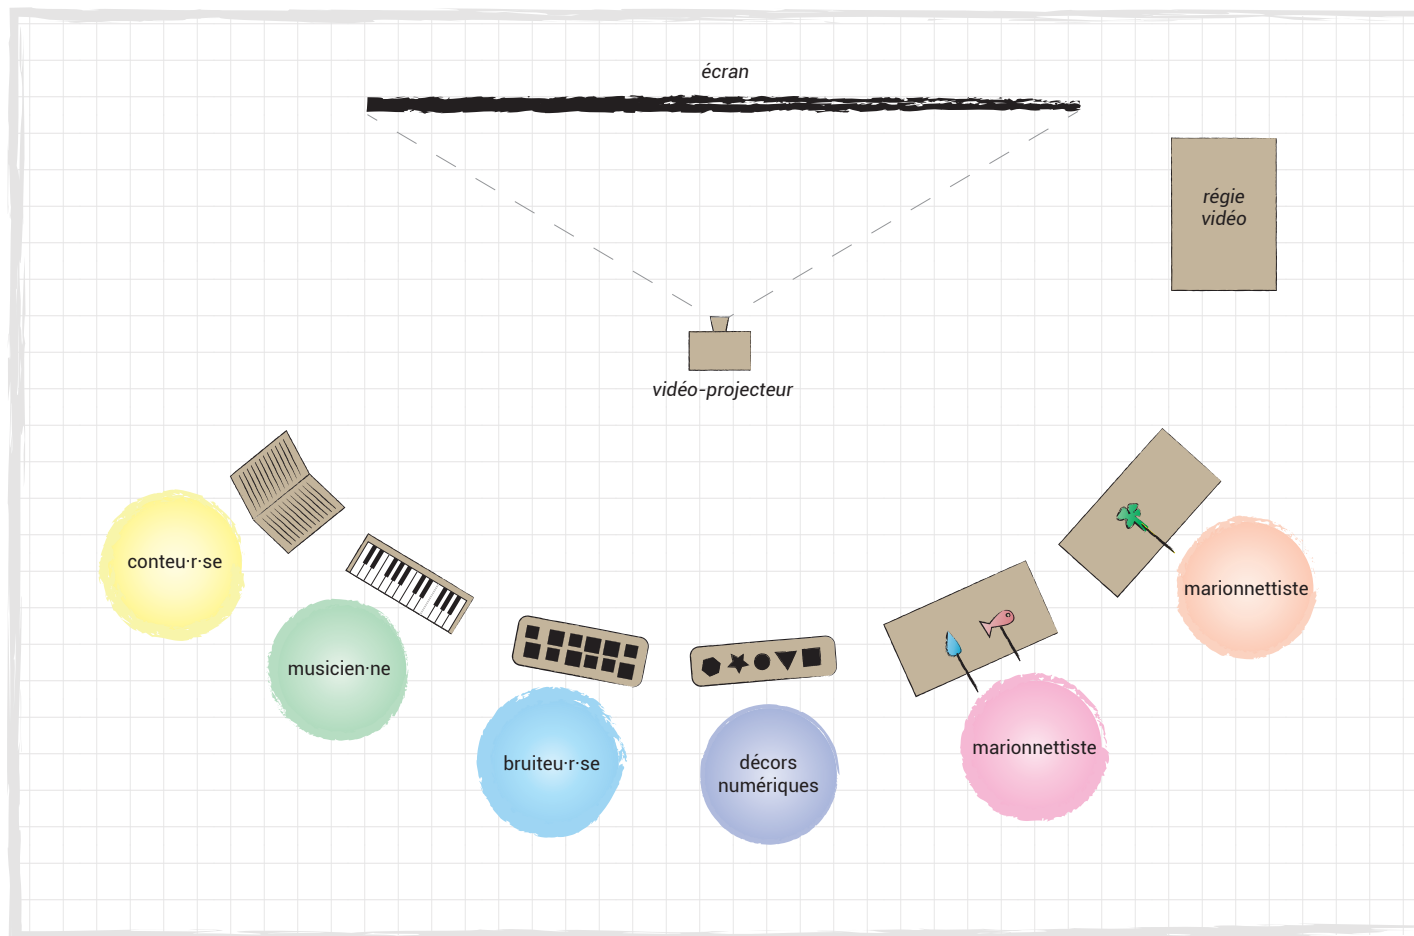 écran
régie
vidéo
vidéo-projecteur
conteu·r·se
musicien·ne
bruiteu·r·se
décors
numériques
marionnettiste
marionnettiste